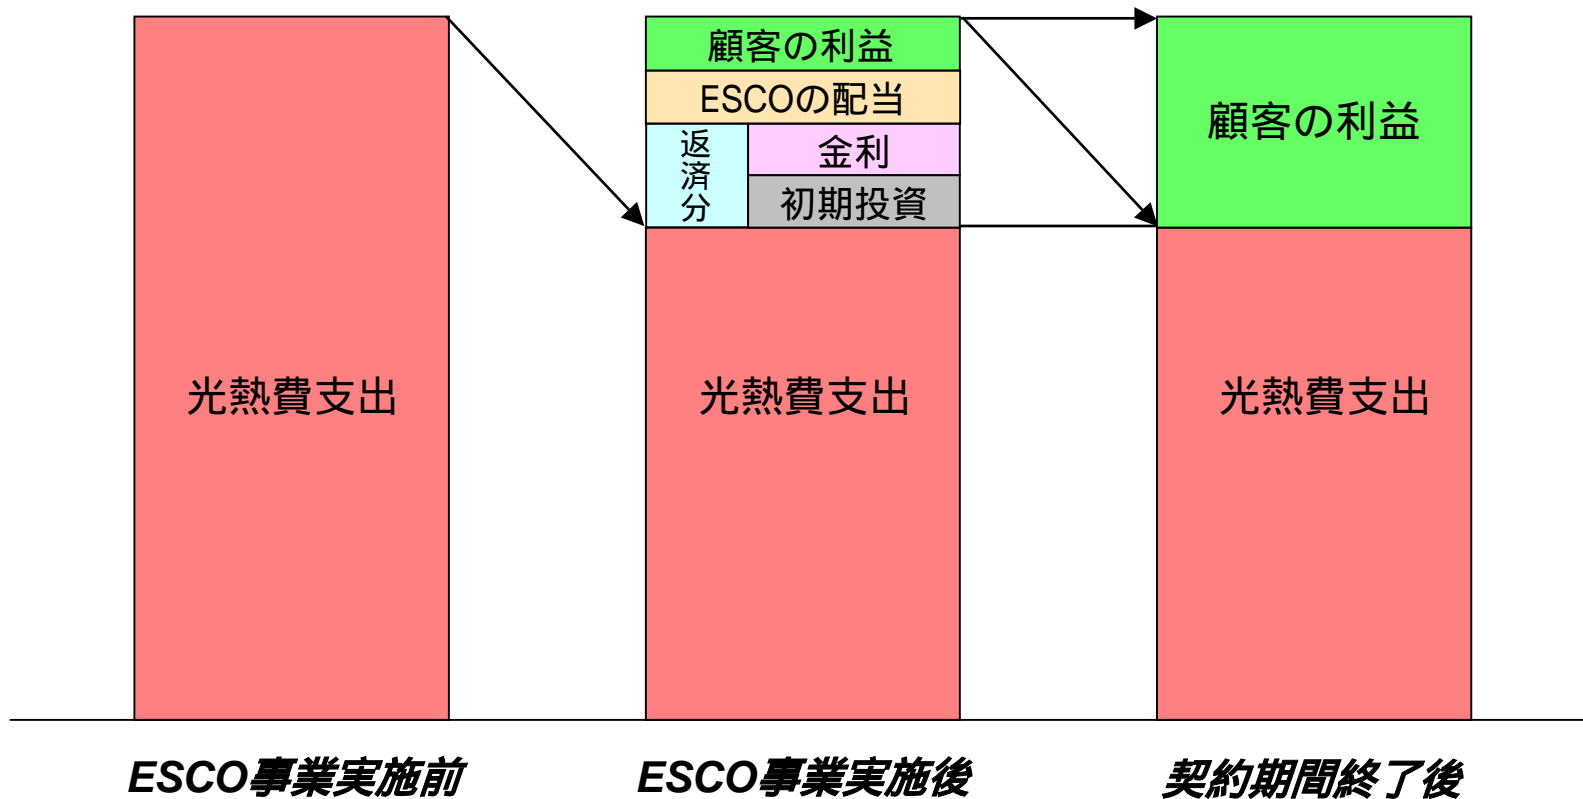 顧客の利益
ESCOの配当
返済分
金利
初期投資
顧客の利益
光熱費支出
光熱費支出
光熱費支出
ESCO事業実施前
ESCO事業実施後
契約期間終了後